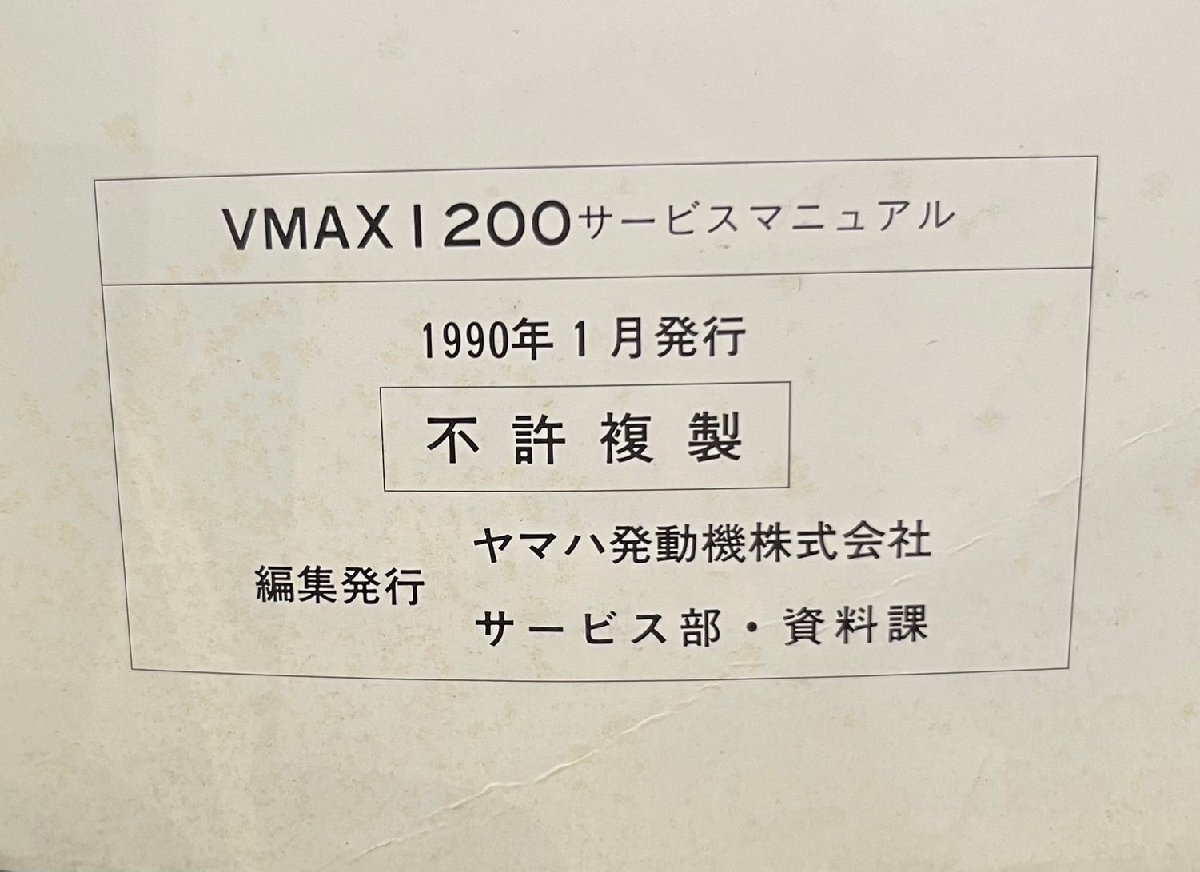 VMAX1200サービスマニュアル
1990年1月発行
不許複製
編集発行
ヤマハ発動機株式会社
サービス部・資料課